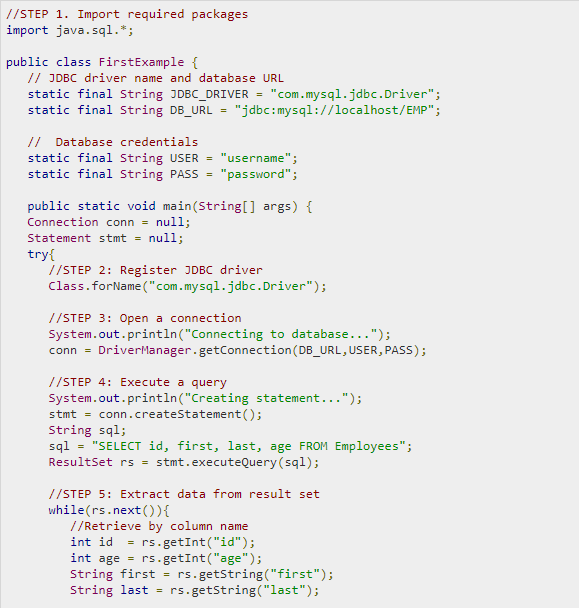 //STEP 1. Import required packages
import java.sql.*;

public class FirstExample {
   // JDBC driver name and database URL
   static final String JDBC_DRIVER = "com.mysql.jdbc.Driver";
   static final String DB_URL = "jdbc:mysql://localhost/EMP";

   //  Database credentials
   static final String USER = "username";
   static final String PASS = "password";

   public static void main(String[] args) {
   Connection conn = null;
   Statement stmt = null;
   try{
      //STEP 2: Register JDBC driver
      Class.forName("com.mysql.jdbc.Driver");

      //STEP 3: Open a connection
      System.out.println("Connecting to database...");
      conn = DriverManager.getConnection(DB_URL,USER,PASS);

      //STEP 4: Execute a query
      System.out.println("Creating statement...");
      stmt = conn.createStatement();
      String sql;
      sql = "SELECT id, first, last, age FROM Employees";
      ResultSet rs = stmt.executeQuery(sql);

      //STEP 5: Extract data from result set
      while(rs.next()){
         //Retrieve by column name
         int id  = rs.getInt("id");
         int age = rs.getInt("age");
         String first = rs.getString("first");
         String last = rs.getString("last");